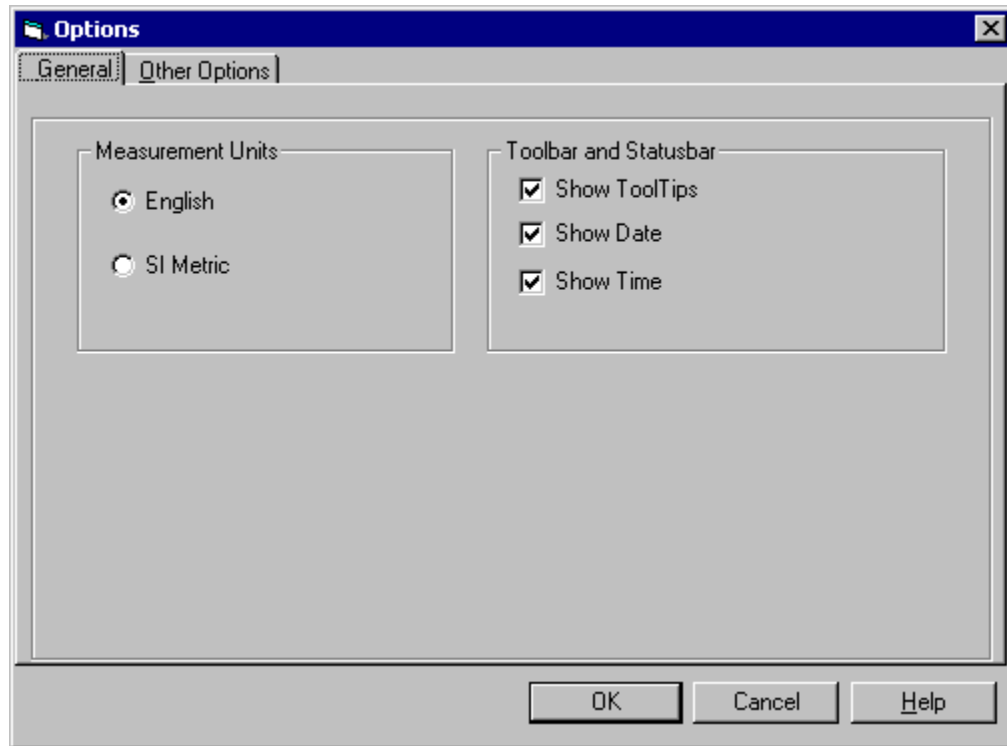 Options
General Other Options
Measurement Units
English
SI Metric
Toolbar and Statusbar
Show ToolTips
Show Date
Show Time
OK Cancel Help